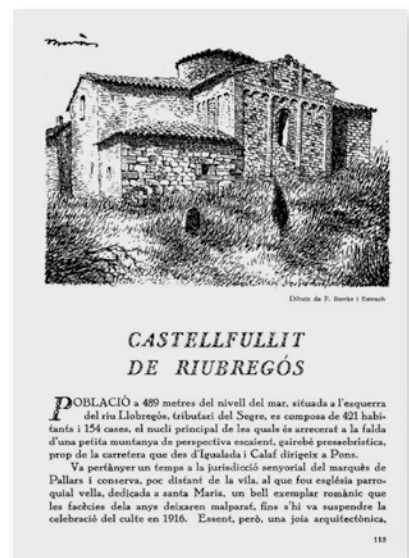 Dibuix de P. Borràs i Estruch
CASTELLFULLIT
DE RIUBREGÓS
POBLACIÓ a 489 metres del nivell del mar, situada a l'esquerra
del riu Llobregós, tributari del Segre, es composa de 421 habi-
tants i 154 cases, el nucli principal de les quals és arrecerat a la falda
d'una petita muntanya de perspectiva escaient, gairebé pressebristica,
prop de la carretera que des d'Igualada i Calaf dirigeix a Pons.
Va pertànyer un temps a la jurisdicció senyorial del marquès de
Pallars i conserva, poc distant de la vila, al que fou església parro-
quial vella, dedicada a santa Maria, un bell exemplar romànic que
les facècies dels anys deixaren malparat, fins s'hi va suspendre la
celebració del culte en 1916. Essent, però, una joia arquitectònica,
115